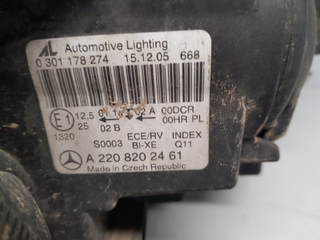 AL Automotive Lighting
0 301 178 274 15.12.05 668
E1 12,5 02 A 00DCR
25 02 B 00HR PL
1320
S0003 ECE/RV INDEX
BI-XE Q11
A 220 820 24 61
Made in Czech Republic